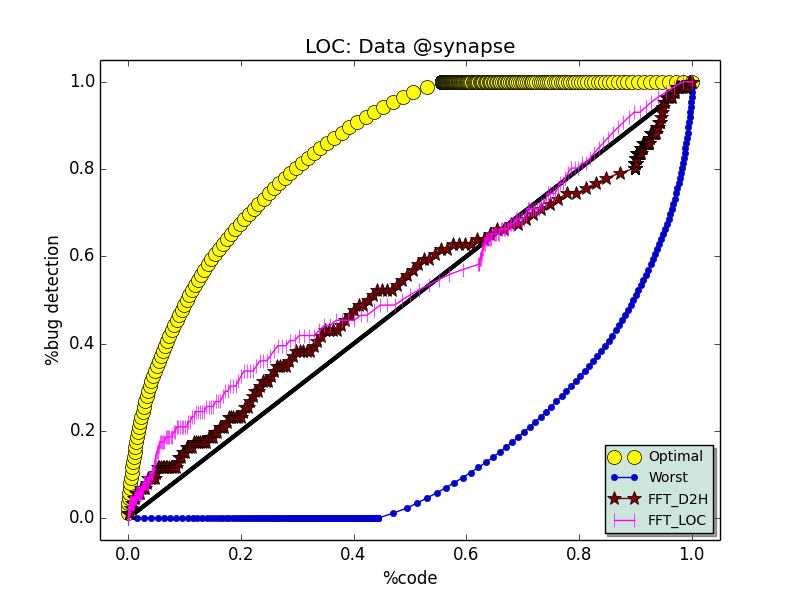 LOC: Data @synapse
1.0
0.8
0.6
0.4
0.2
0.0
%bug detection
0.0 0.2 0.4 0.6 0.8 1.0
%code
Optimal
Worst
FFT_D2H
FFT_LOC